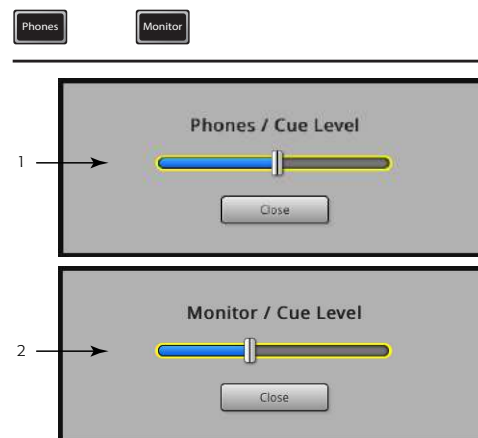 Phones Monitor
1
Phones / Cue Level
Close
2
Monitor / Cue Level
Close